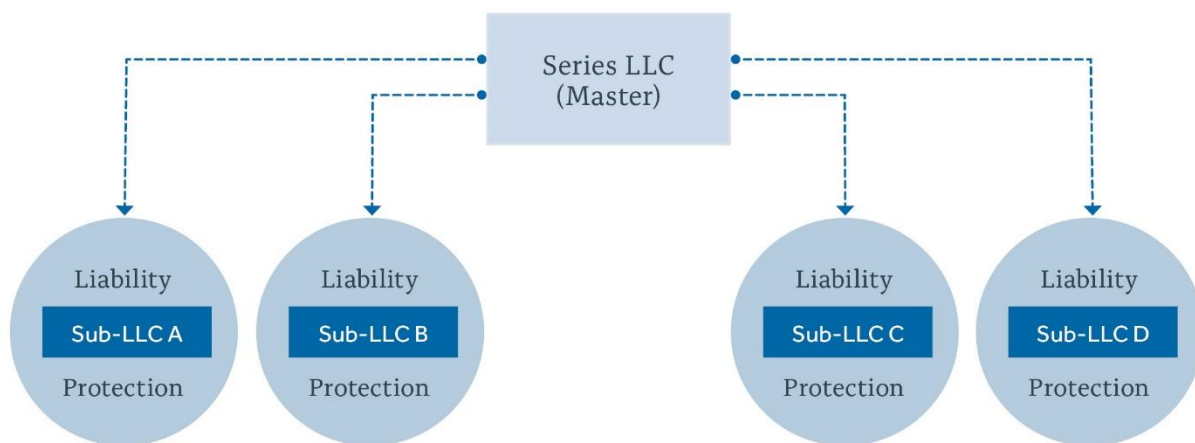 Series LLC
(Master)
Liability
Sub-LLC A
Protection
Liability
Sub-LLC B
Protection
Liability
Sub-LLC C
Protection
Liability
Sub-LLC D
Protection